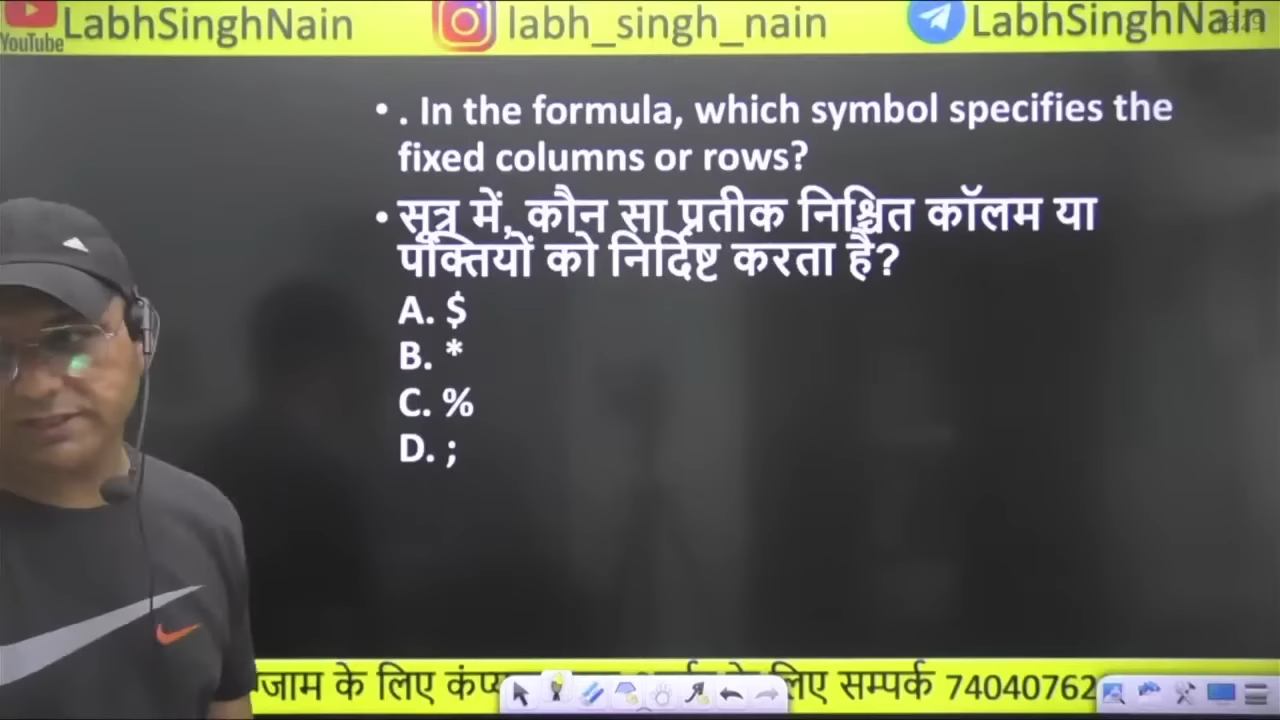 YouTube LabhSinghNain labh_singh_nain LabhSinghNain
• . In the formula, which symbol specifies the
fixed columns or rows?
• सूत्र में, कौन सा प्रतीक निश्चित कॉलम या
पंक्तियों को निर्दिष्ट करता है?
A. $
B. *
C. %
D. ;
के लिए लिए सम्पर्क 74040762